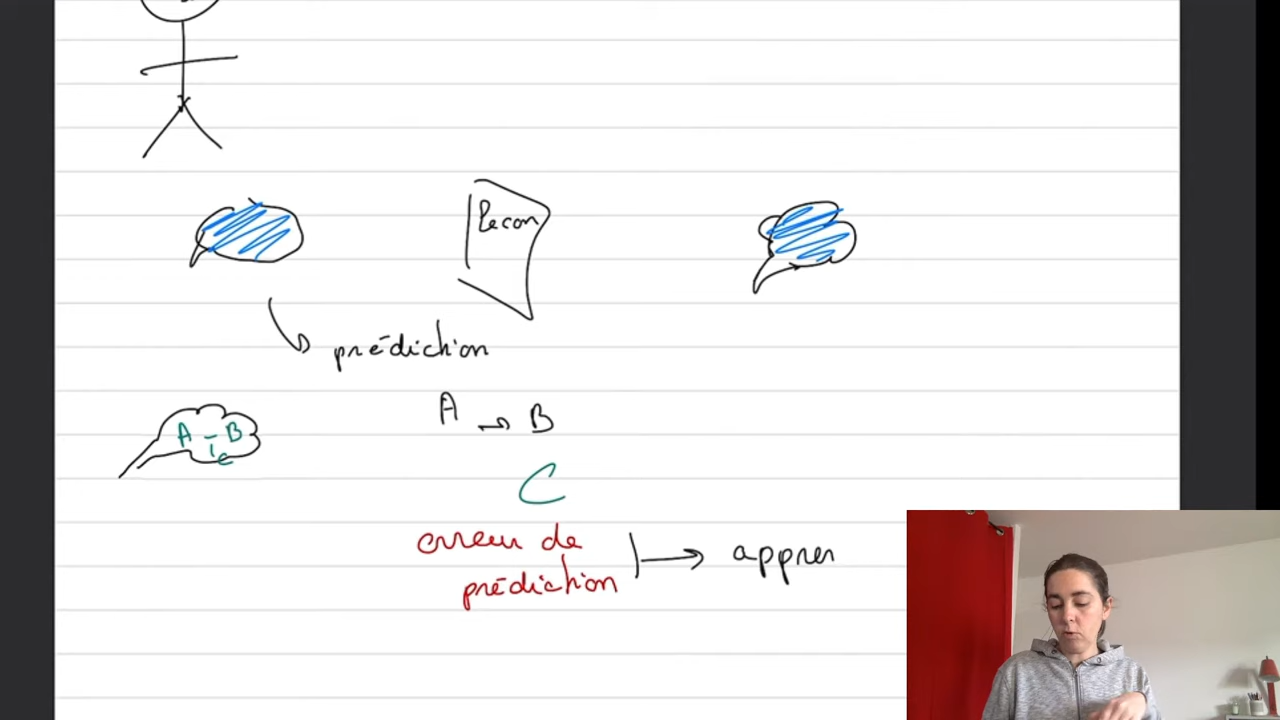 leçon
prédiction
A → B
A - B
C
C
erreur de
prédiction
→ appren